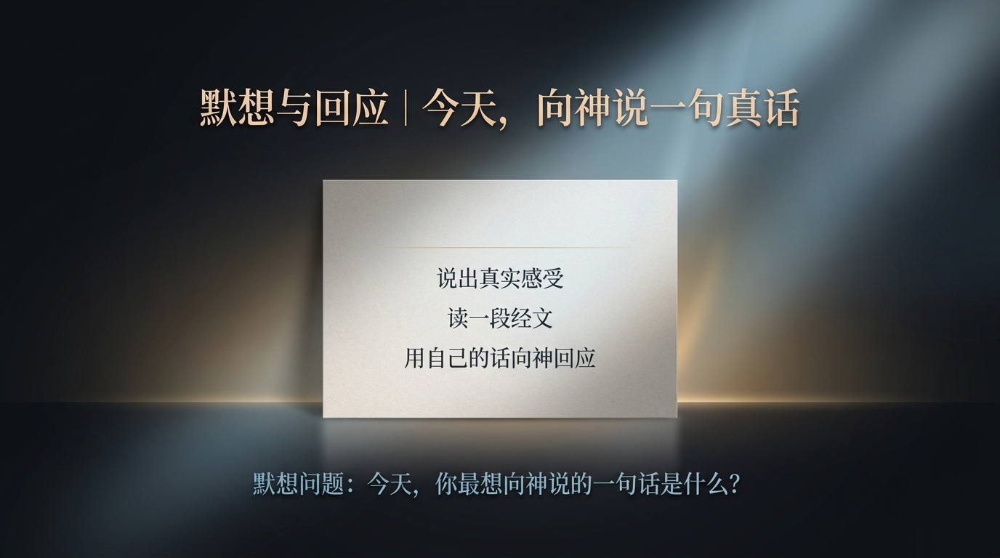 默想与回应｜今天，向神说一句真话
说出真实感受
读一段经文
用自己的话向神回应
默想问题：今天，你最想向神说的一句话是什么？